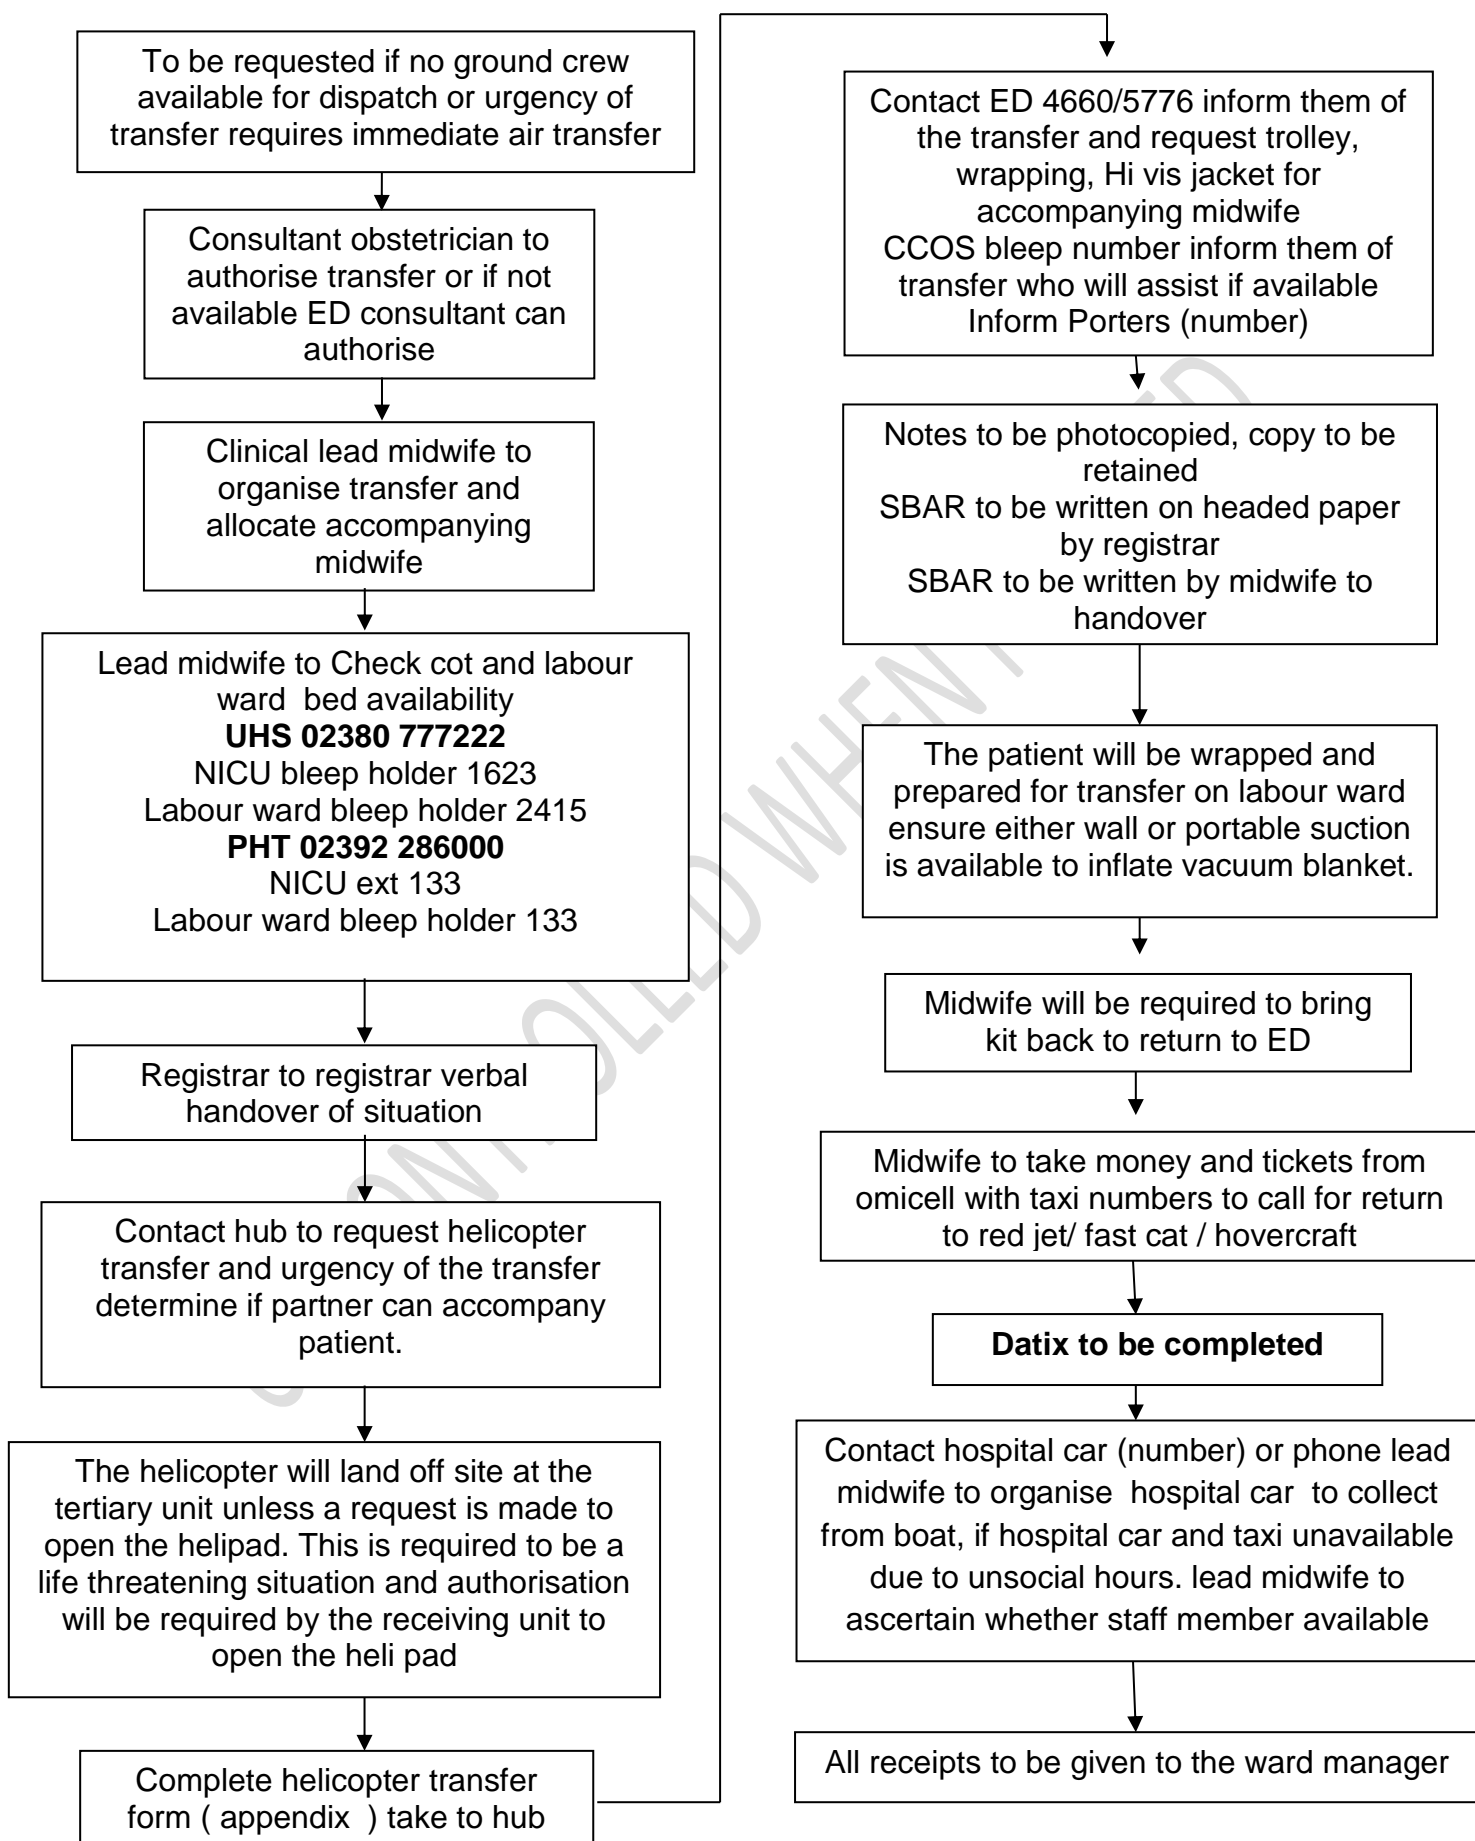 To be requested if no ground crew
available for dispatch or urgency of
transfer requires immediate air transfer
Consultant obstetrician to
authorise transfer or if not
available ED consultant can
authorise
Clinical lead midwife to
organise transfer and
allocate accompanying
midwife
Lead midwife to Check cot and labour
ward bed availability
UHS 02380 777222
NICU bleep holder 1623
Labour ward bleep holder 2415
PHT 02392 286000
NICU ext 133
Labour ward bleep holder 133
Registrar to registrar verbal
handover of situation
Contact hub to request helicopter
transfer and urgency of the transfer
determine if partner can accompany
patient.
The helicopter will land off site at the
tertiary unit unless a request is made to
open the helipad. This is required to be a
life threatening situation and authorisation
will be required by the receiving unit to
open the heli pad
Complete helicopter transfer
form ( appendix  ) take to hub
Contact ED 4660/5776 inform them of
the transfer and request trolley,
wrapping, Hi vis jacket for
accompanying midwife
CCOS bleep number inform them of
transfer who will assist if available
Inform Porters (number)
Notes to be photocopied, copy to be
retained
SBAR to be written on headed paper
by registrar
SBAR to be written by midwife to
handover
The patient will be wrapped and
prepared for transfer on labour ward
ensure either wall or portable suction
is available to inflate vacuum blanket.
Midwife will be required to bring
kit back to return to ED
Midwife to take money and tickets from
omicell with taxi numbers to call for return
to red jet/ fast cat / hovercraft
Datix to be completed
Contact hospital car (number) or phone lead
midwife to organise hospital car to collect
from boat, if hospital car and taxi unavailable
due to unsocial hours. lead midwife to
ascertain whether staff member available
All receipts to be given to the ward manager